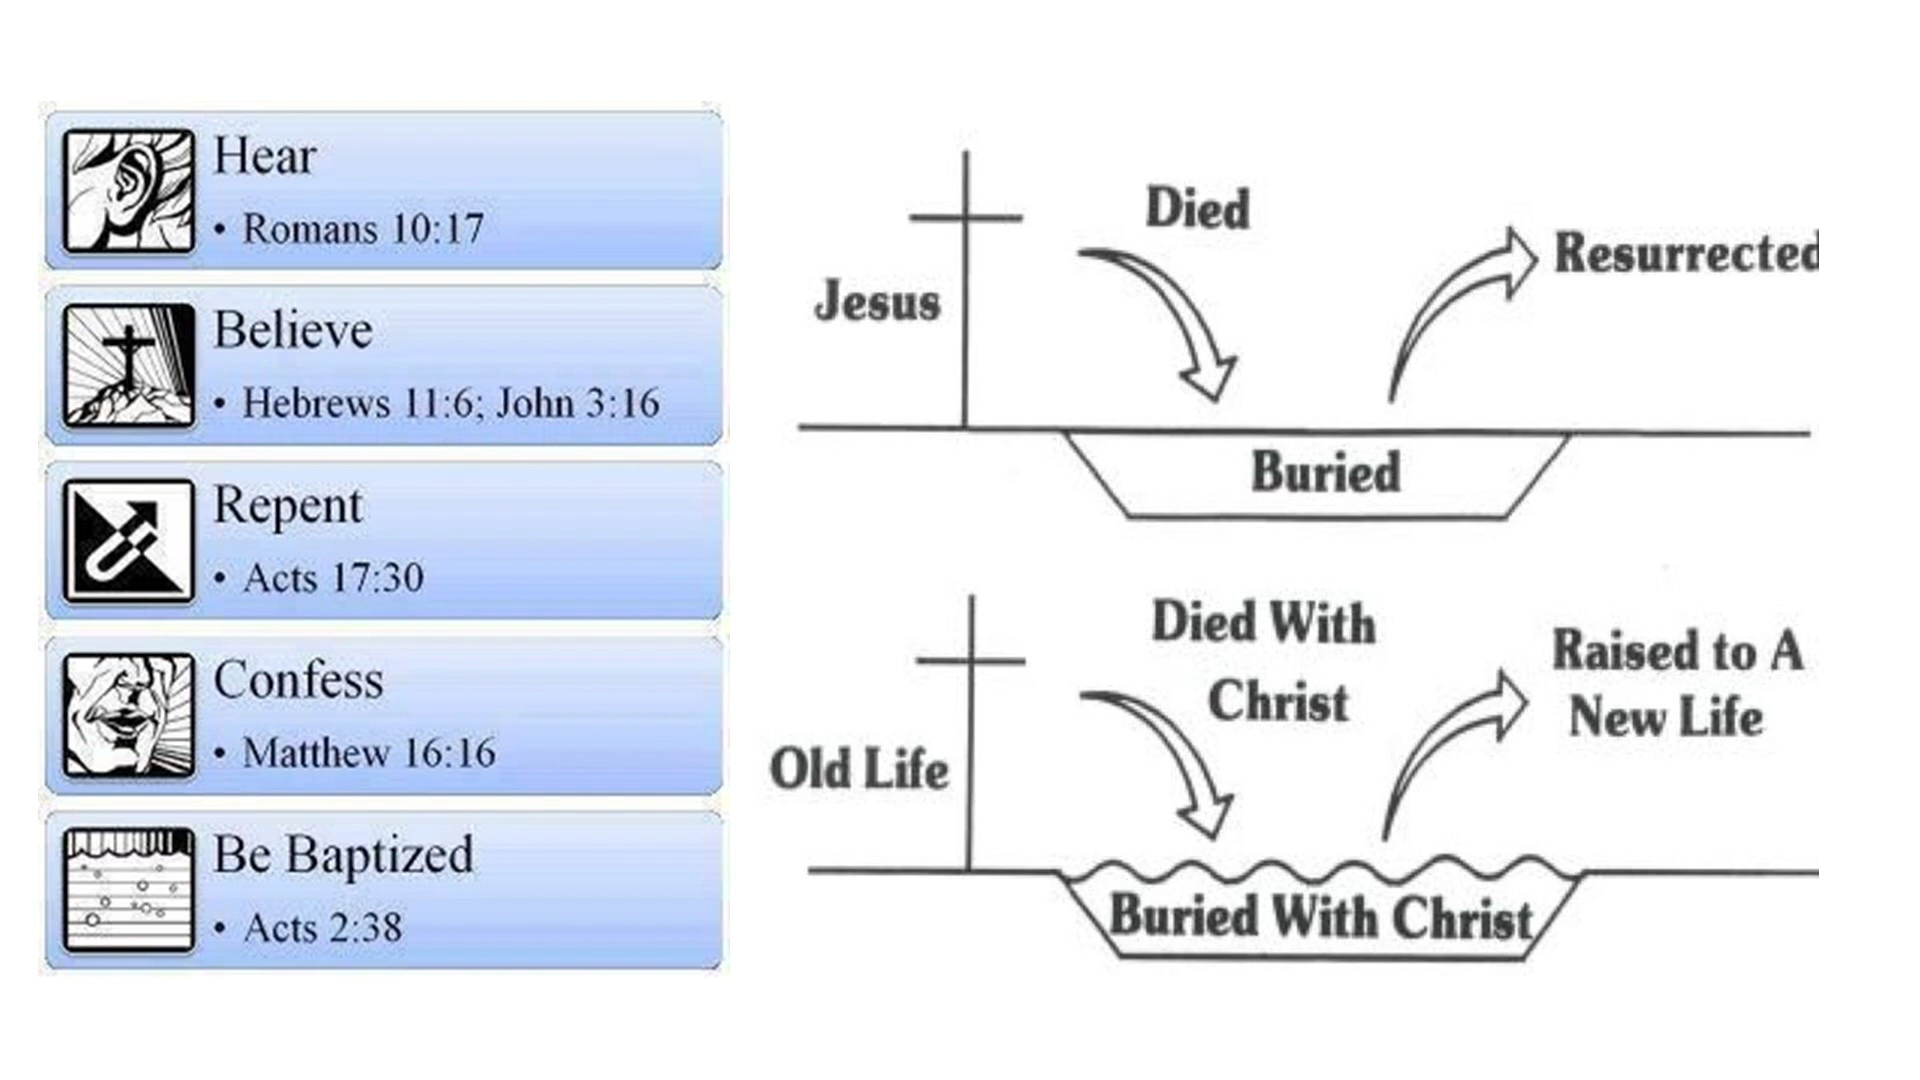 Hear
• Romans 10:17
Believe
• Hebrews 11:6; John 3:16
Repent
• Acts 17:30
Confess
• Matthew 16:16
Be Baptized
• Acts 2:38
Died
Resurrected
Jesus
Buried
Died With
Christ
Raised to A
New Life
Old Life
Buried With Christ